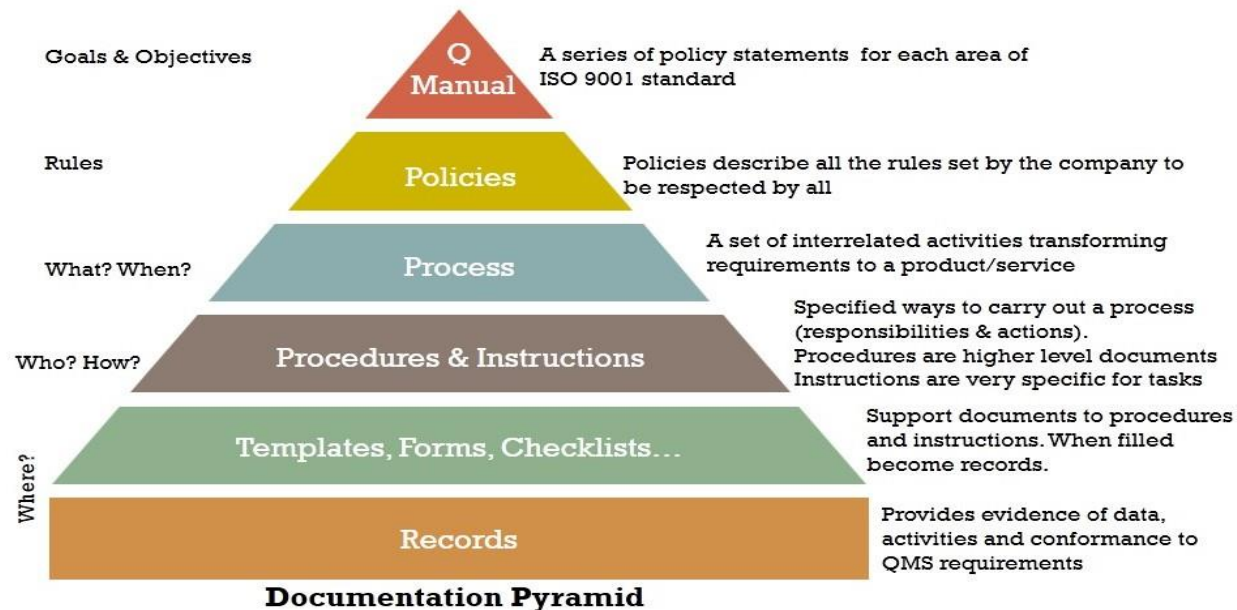 Goals & Objectives
Q
Manual
A series of policy statements for each area of
ISO 9001 standard
Rules
Policies
Policies describe all the rules set by the company to
be respected by all
What? When?
Process
A set of interrelated activities transforming
requirements to a product/service
Who? How?
Procedures & Instructions
Specified ways to carry out a process
(responsibilities & actions).
Procedures are higher level documents
Instructions are very specific for tasks
Where?
Templates, Forms, Checklists...
Support documents to procedures
and instructions. When filled
become records.
Records
Provides evidence of data,
activities and conformance to
QMS requirements
Documentation Pyramid